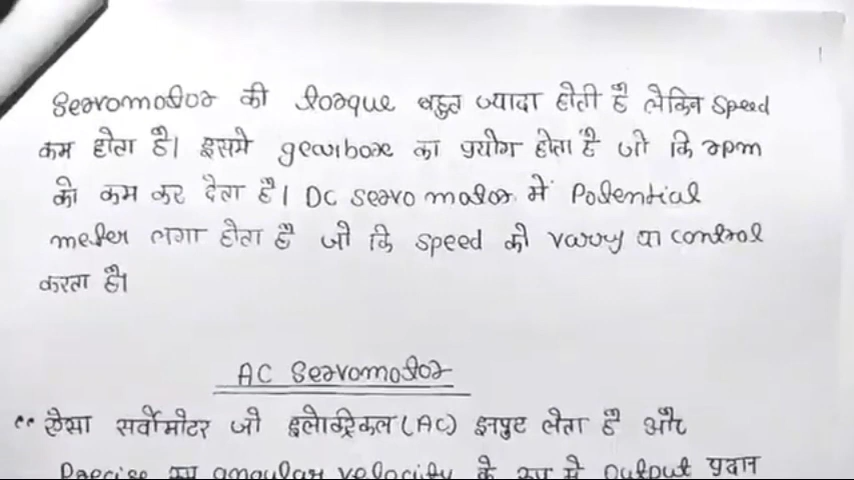 Servomotor की torque बहुत ज्यादा होती है लेकिन speed
कम होता है। इसमे gearbox का प्रयोग होता है जो कि rpm
को कम कर देता है। DC servo motor में Potential
meter लगा होता है जो कि speed को varry या control
करता है।
AC Servomotor
ऐसा सर्वोमोटर जो इलेक्ट्रिकल (AC) इनपुट लेता है और
Precise रूप angular velocity के रूप मे output प्रदान